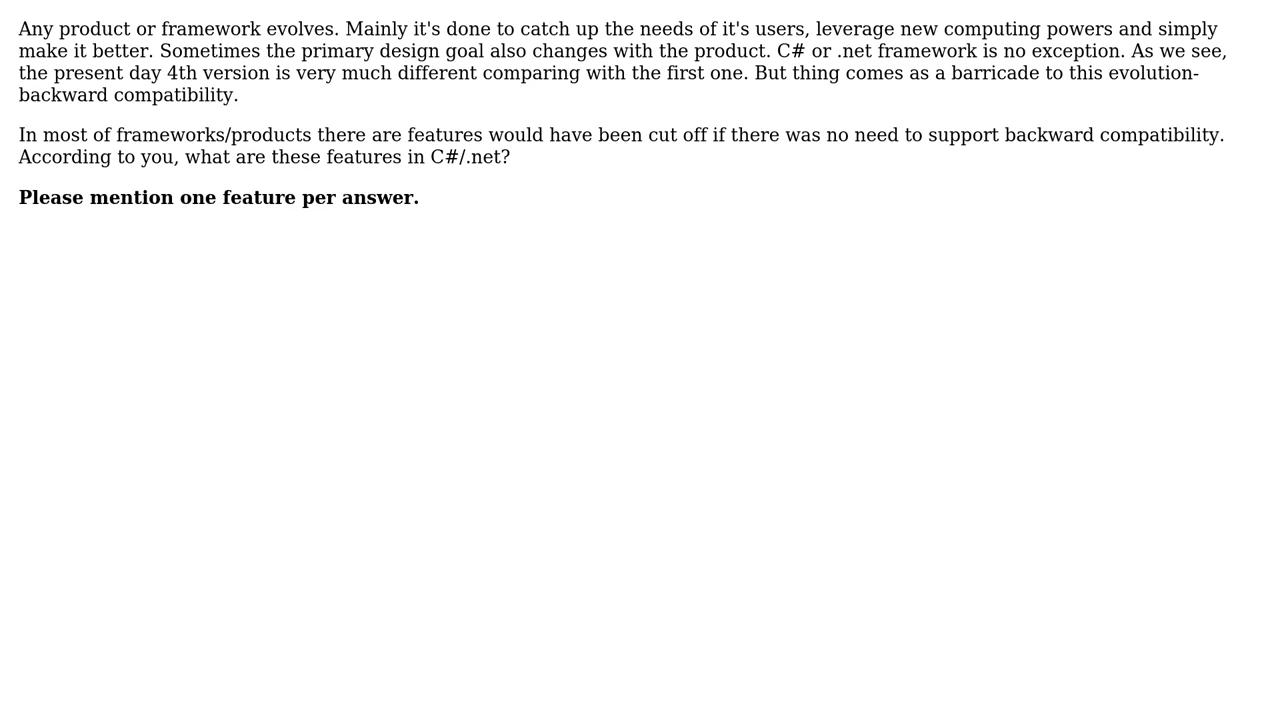 Any product or framework evolves. Mainly it's done to catch up the needs of it's users, leverage new computing powers and simply
make it better. Sometimes the primary design goal also changes with the product. C# or .net framework is no exception. As we see,
the present day 4th version is very much different comparing with the first one. But thing comes as a barricade to this evolution-
backward compatibility.
In most of frameworks/products there are features would have been cut off if there was no need to support backward compatibility.
According to you, what are these features in C#/.net?
Please mention one feature per answer.